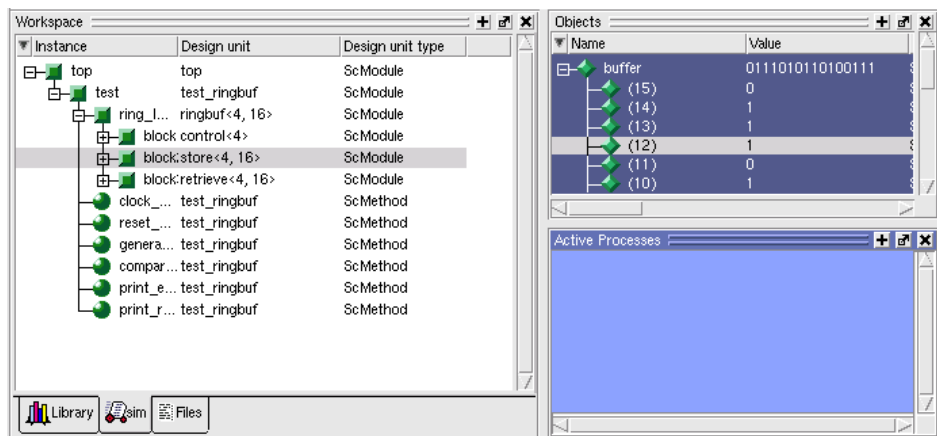 Workspace
Instance Design unit Design unit type
top top ScModule
test test_ringbuf ScModule
ring_l... ringbuf<4, 16> ScModule
block control<4> ScModule
block store<4, 16> ScModule
block retrieve<4, 16> ScModule
clock_... test_ringbuf ScMethod
reset_... test_ringbuf ScMethod
genera... test_ringbuf ScMethod
compar... test_ringbuf ScMethod
print_e... test_ringbuf ScMethod
print_r... test_ringbuf ScMethod
Library sim Files
Objects
Name Value
buffer 0111010110100111
(15) 0
(14) 1
(13) 1
(12) 1
(11) 0
(10) 1
Active Processes